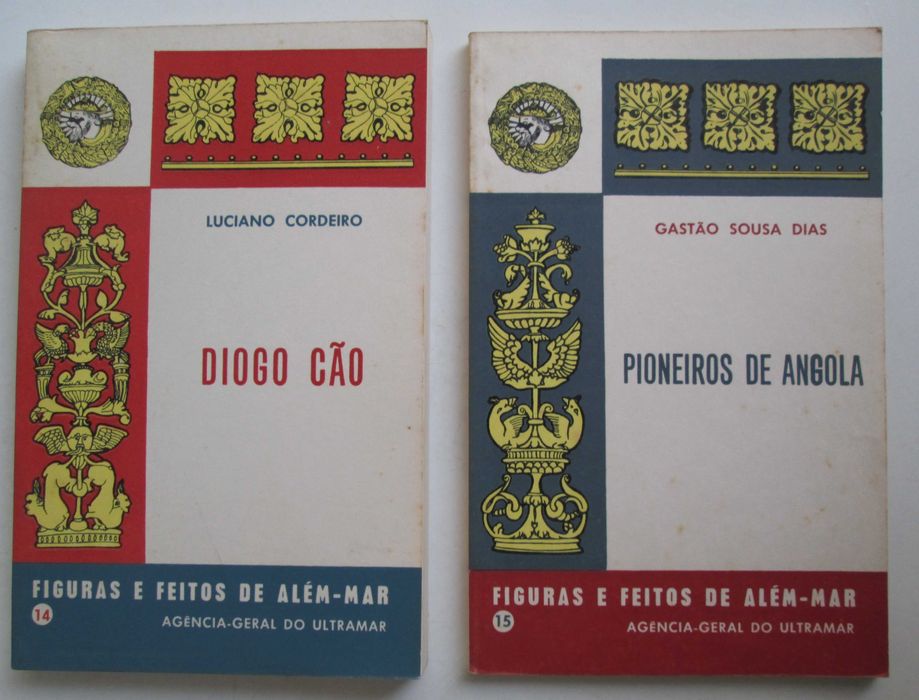 LUCIANO CORDEIRO
DIOGO CÃO
FIGURAS E FEITOS DE ALÉM-MAR
14
AGÊNCIA-GERAL DO ULTRAMAR
GASTÃO SOUSA DIAS
PIONEIROS DE ANGOLA
FIGURAS E FEITOS DE ALÉM-MAR
15
AGÊNCIA-GERAL DO ULTRAMAR